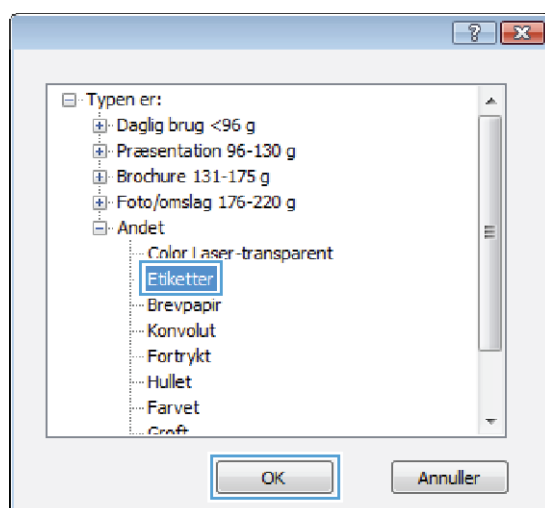 Typen er:
Daglig brug <96 g
Præsentation 96-130 g
Brochure 131-175 g
Foto/omslag 176-220 g
Andet
Color Laser-transparent
Etiketter
Brevpapir
Konvolut
Fortrykt
Hullet
Farvet
Groft
OK
Annuller